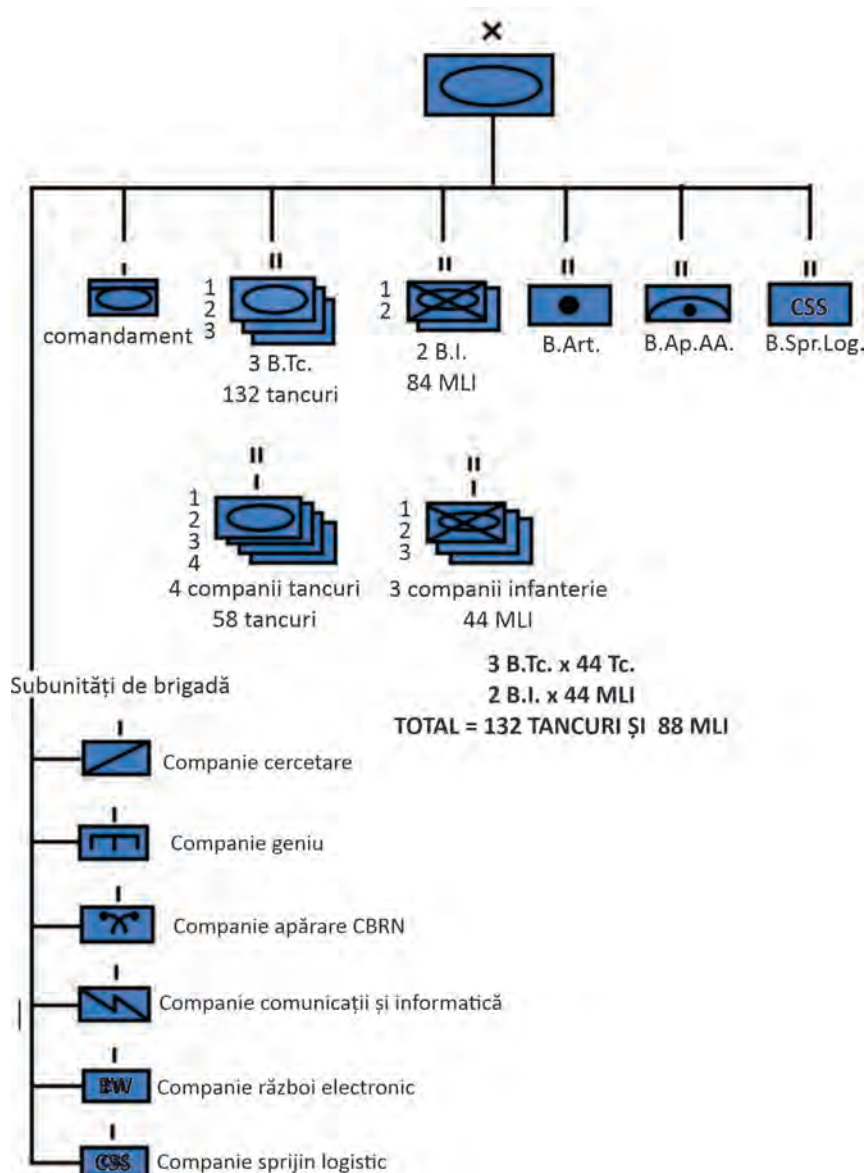 comandament
1
2
3
3 B.Tc.
132 tancuri
1
2
2 B.I.
84 MLI
B.Art.
B.Ap.AA.
CSS
B.Spr.Log.
1
2
3
4
4 companii tancuri
58 tancuri
1
2
3
3 companii infanterie
44 MLI
3 B.Tc. x 44 Tc.
2 B.I. x 44 MLI
TOTAL = 132 TANCURI ȘI 88 MLI
Subunități de brigadă
Companie cercetare
Companie geniu
Companie apărare CBRN
Companie comunicații și informatică
EW
Companie război electronic
CSS
Companie sprijin logistic